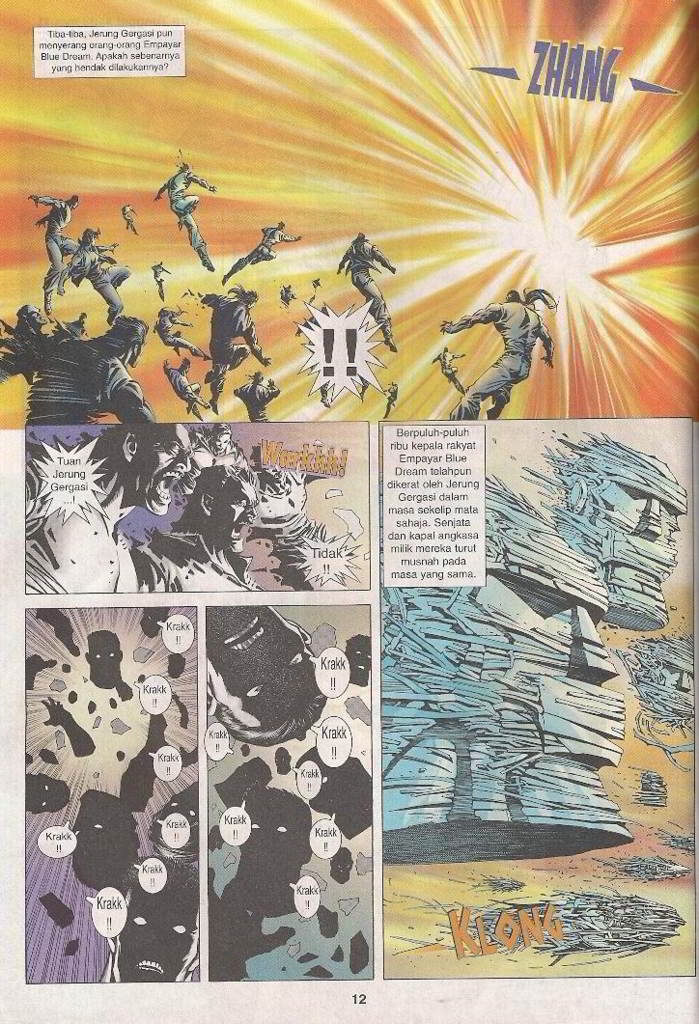 Tiba-tiba, Jerung Gergasi pun
menyerang orang-orang Empayar
Blue Dream. Apakah sebenarnya
yang hendak dilakukannya?
ZHANG
!!
Tuan
Jerung
Gergasi
...!
Workkkk!
Tidak
!!
Berpuluh-puluh
ribu kepala rakyat
Empayar Blue
Dream telahpun
dikerat oleh Jerung
Gergasi dalam
masa sekelip mata
sahaja. Senjata
dan kapal angkasa
milik mereka turut
musnah pada
masa yang sama.
Krakk
!!
Krakk
!!
Krakk
!!
Krakk
!!
Krakk
!!
Krakk
!!
Krakk
!!
Krakk
!!
Krakk
!!
Krakk
!!
Krakk
!!
Krakk
!!
Krakk
!!
Krakk
!!
KLONG
12